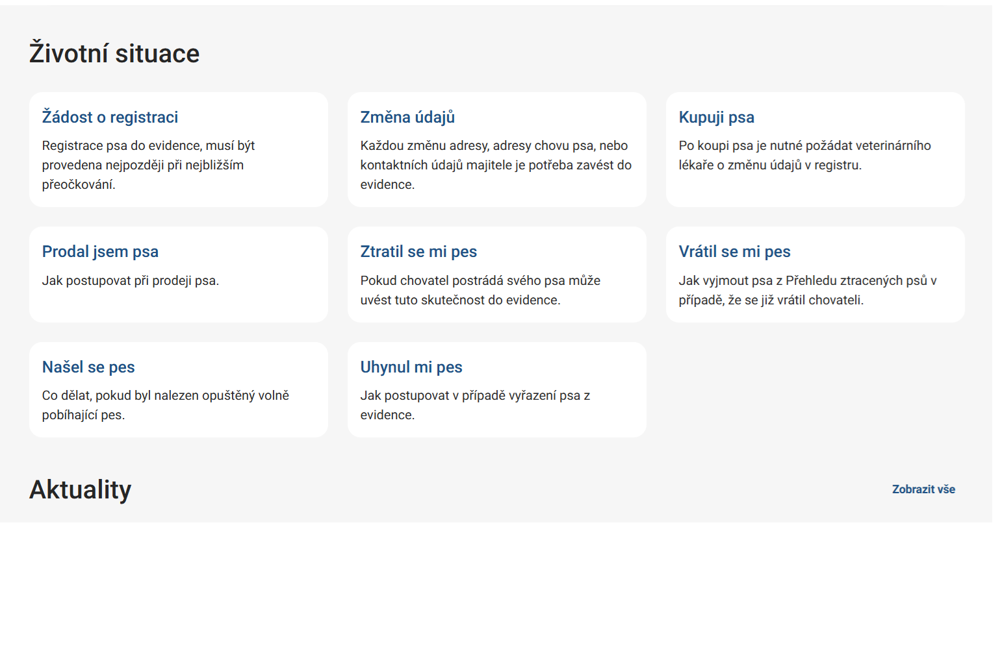 Životní situace
Žádost o registraci
Registrace psa do evidence, musí být
provedena nejpozději při nejbližším
přeočkování.
Změna údajů
Každou změnu adresy, adresy chovu psa, nebo
kontaktních údajů majitele je potřeba zavést do
evidence.
Kupuji psa
Po koupi psa je nutné požádat veterinárního
lékaře o změnu údajů v registru.
Prodal jsem psa
Jak postupovat při prodeji psa.
Ztratil se mi pes
Pokud chovatel postrádá svého psa může
uvést tuto skutečnost do evidence.
Vrátil se mi pes
Jak vyjmout psa z Přehledu ztracených psů v
případě, že se již vrátil chovateli.
Našel se pes
Co dělat, pokud byl nalezen opuštěný volně
pobíhající pes.
Uhynul mi pes
Jak postupovat v případě vyřazení psa z
evidence.
Aktuality
Zobrazit vše